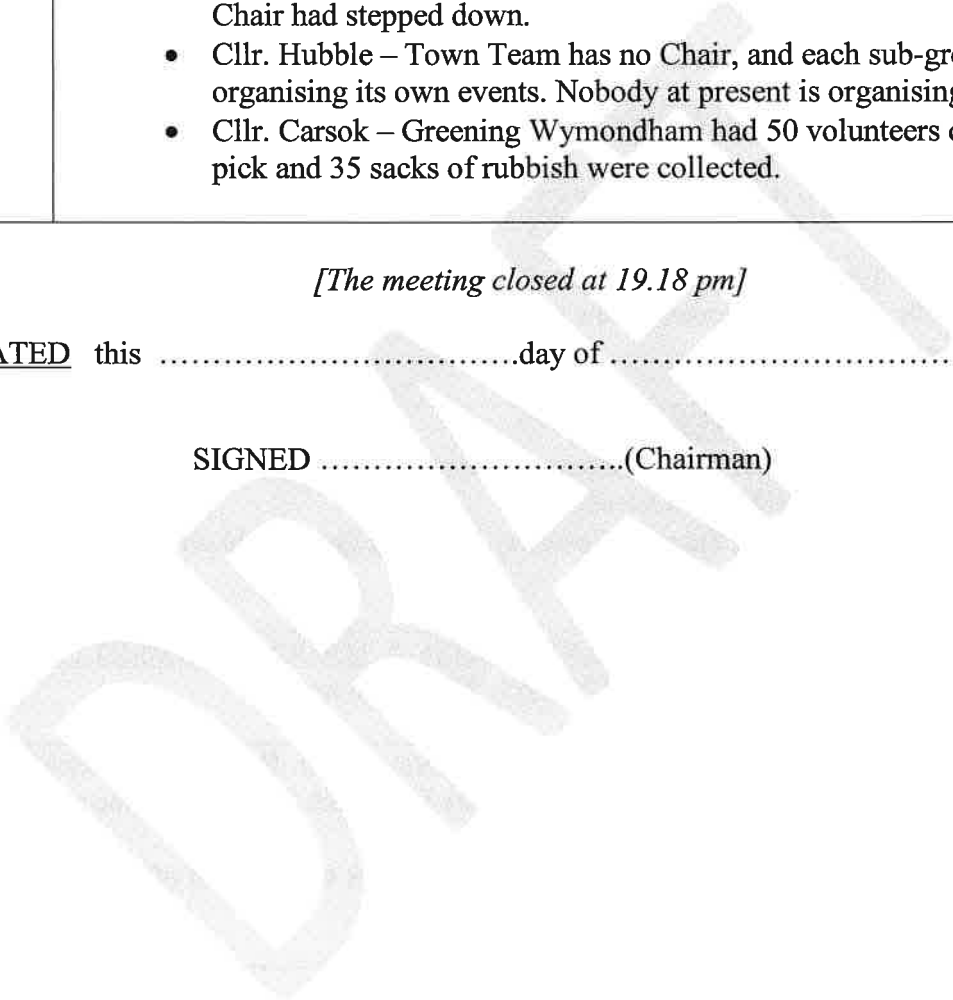 Chair had stepped down.
• Cllr. Hubble – Town Team has no Chair, and each sub-gr
organising its own events. Nobody at present is organising
• Cllr. Carsok – Greening Wymondham had 50 volunteers
pick and 35 sacks of rubbish were collected.
[The meeting closed at 19.18 pm]
ATED this ...............................day of ...............................
SIGNED .............................(Chairman)
DRAFT